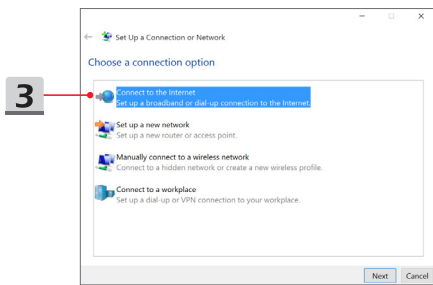 Set Up a Connection or Network
Choose a connection option
3
Connect to the Internet
Set up a broadband or dial-up connection to the Internet.
Set up a new network
Set up a new router or access point.
Manually connect to a wireless network
Connect to a hidden network or create a new wireless profile.
Connect to a workplace
Set up a dial-up or VPN connection to your workplace.
Next Cancel